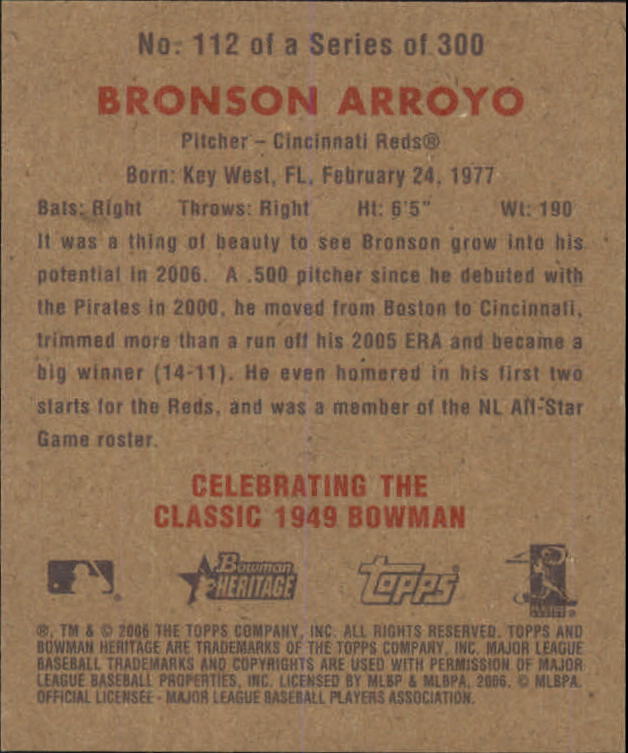 No. 112 of a Series of 300
BRONSON ARROYO
Pitcher – Cincinnati Reds®
Born: Key West, FL, February 24, 1977
Bats: Right Throws: Right Ht: 6'5" Wt: 190
It was a thing of beauty to see Bronson grow into his
potential in 2006. A .500 pitcher since he debuted with
the Pirates in 2000, he moved from Boston to Cincinnati,
trimmed more than a run off his 2005 ERA and became a
big winner (14-11). He even homered in his first two
starts for the Reds, and was a member of the NL All-Star
Game roster.
CELEBRATING THE
CLASSIC 1949 BOWMAN
Bowman
HERITAGE
Topps
®, TM & © 2006 THE TOPPS COMPANY, INC. ALL RIGHTS RESERVED. TOPPS AND
BOWMAN HERITAGE ARE TRADEMARKS OF THE TOPPS COMPANY, INC. MAJOR LEAGUE
BASEBALL TRADEMARKS AND COPYRIGHTS ARE USED WITH PERMISSION OF MAJOR
LEAGUE BASEBALL PROPERTIES, INC. LICENSED BY MLBP & MLBPA, 2006. © MLBPA.
OFFICIAL LICENSEE - MAJOR LEAGUE BASEBALL PLAYERS ASSOCIATION.